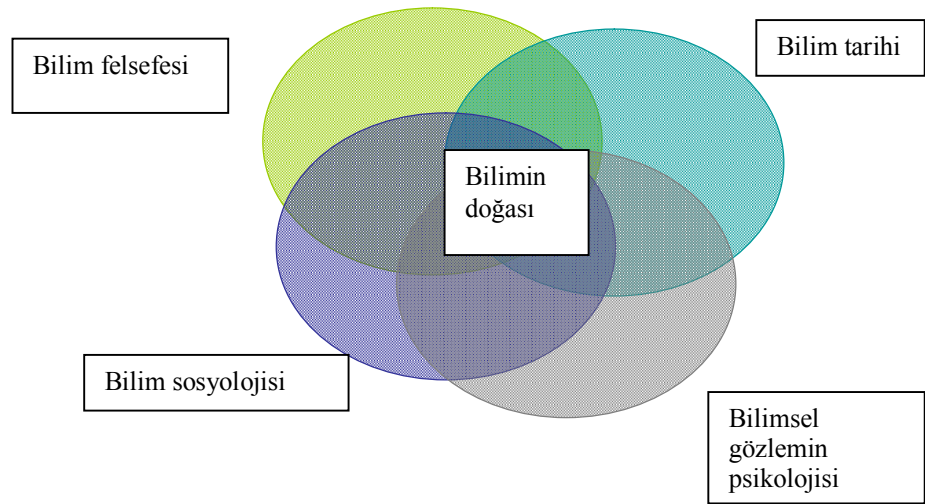 Bilim felsefesi
Bilim tarihi
Bilimin
doğası
Bilim sosyolojisi
Bilimsel
gözlemin
psikolojisi